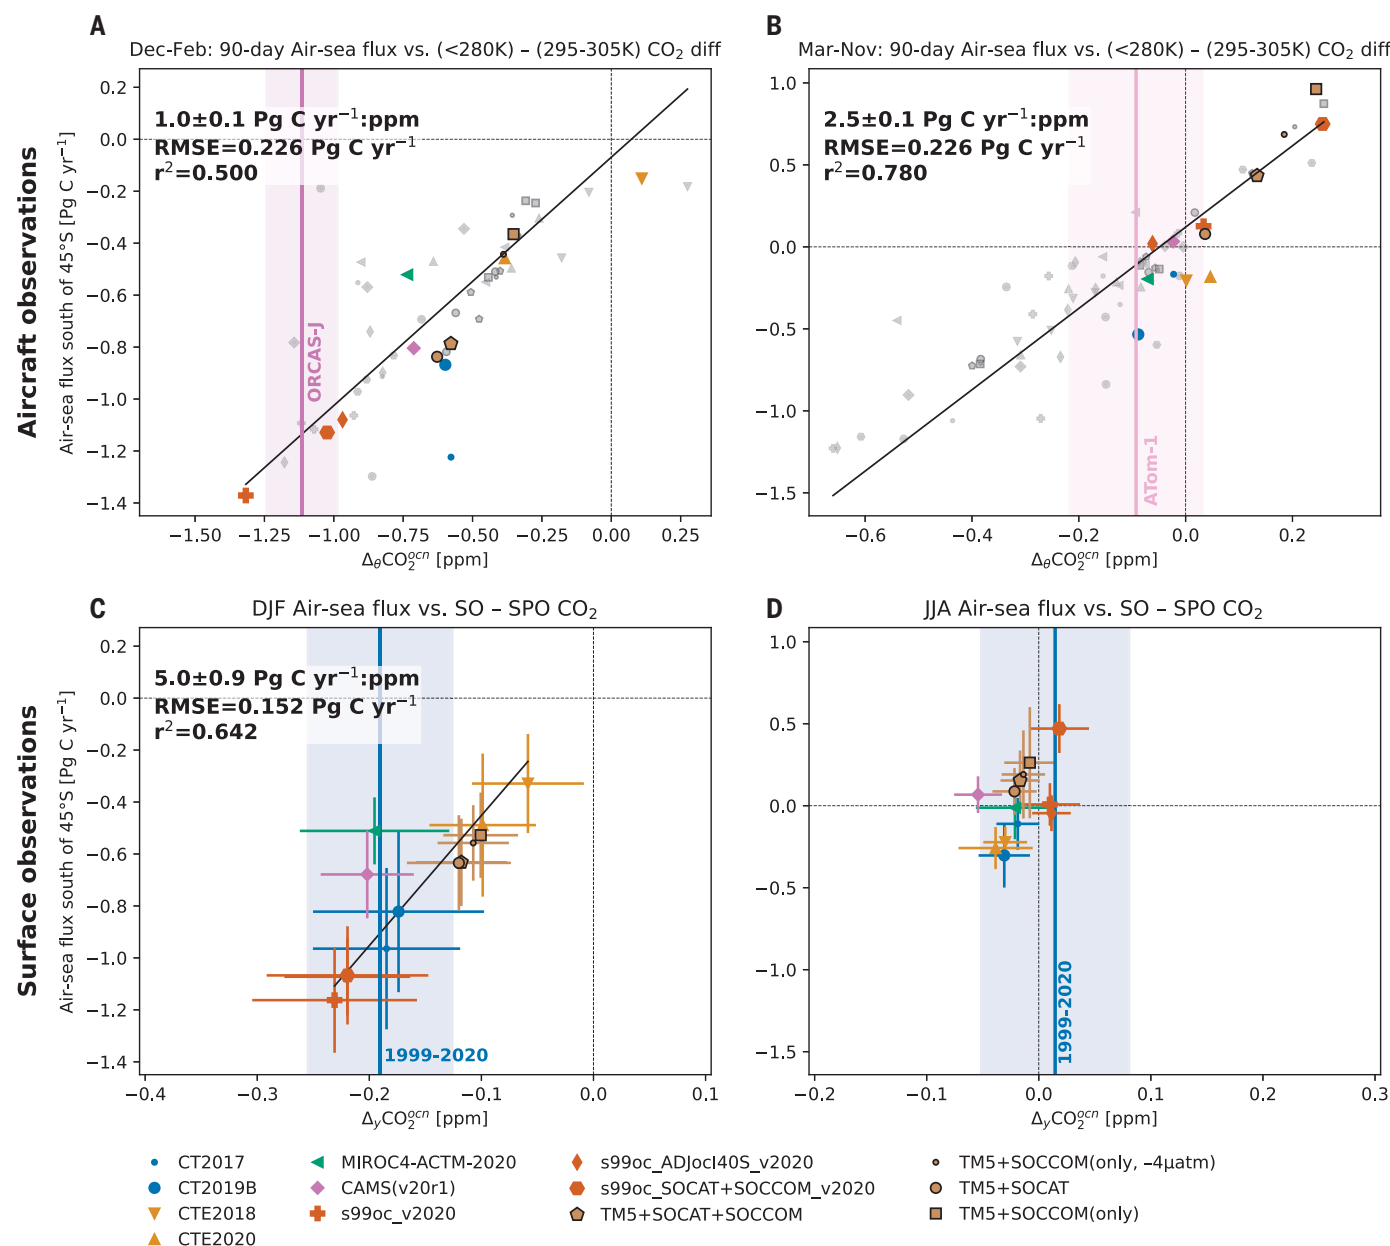 A
Dec-Feb: 90-day Air-sea flux vs. (<280K) – (295-305K) CO₂ diff
B
Mar-Nov: 90-day Air-sea flux vs. (<280K) – (295-305K) CO₂ diff
Aircraft observations
Air-sea flux south of 45°S [Pg C yr⁻¹]
0.2
0.0
−0.2
−0.4
−0.6
−0.8
−1.0
−1.2
−1.4
1.0±0.1 Pg C yr⁻¹:ppm
RMSE=0.226 Pg C yr⁻¹
r²=0.500
ORCAS-J
−1.50
−1.25
−1.00
−0.75
−0.50
−0.25
0.00
0.25
Δ_θCO₂^ocn [ppm]
1.0
0.5
0.0
−0.5
−1.0
−1.5
2.5±0.1 Pg C yr⁻¹:ppm
RMSE=0.226 Pg C yr⁻¹
r²=0.780
ATom-1
−0.6
−0.4
−0.2
0.0
0.2
Δ_θCO₂^ocn [ppm]
C
DJF Air-sea flux vs. SO – SPO CO₂
D
JJA Air-sea flux vs. SO – SPO CO₂
Surface observations
Air-sea flux south of 45°S [Pg C yr⁻¹]
0.2
0.0
−0.2
−0.4
−0.6
−0.8
−1.0
−1.2
−1.4
5.0±0.9 Pg C yr⁻¹:ppm
RMSE=0.152 Pg C yr⁻¹
r²=0.642
1999-2020
−0.4
−0.3
−0.2
−0.1
0.0
0.1
Δ_yCO₂^ocn [ppm]
1.0
0.5
0.0
−0.5
−1.0
−1.5
1999-2020
−0.2
−0.1
0.0
0.1
0.2
0.3
Δ_yCO₂^ocn [ppm]
CT2017
CT2019B
CTE2018
CTE2020
MIROC4-ACTM-2020
CAMS(v20r1)
s99oc_v2020
s99oc_ADJocI40S_v2020
s99oc_SOCAT+SOCCOM_v2020
TM5+SOCAT+SOCCOM
TM5+SOCCOM(only, –4μatm)
TM5+SOCAT
TM5+SOCCOM(only)